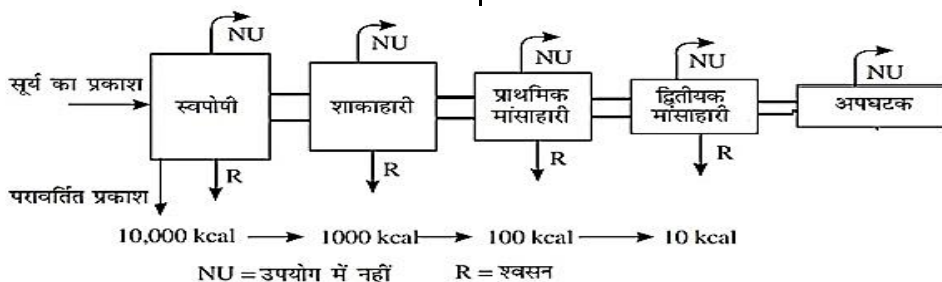 NU NU NU NU NU
सूर्य का प्रकाश
स्वपोपी शाकाहारी प्राथमिक मांसाहारी द्वितीयक मांसाहारी अपघटक
R R R R
परावर्तित प्रकाश
10,000 kcal 1000 kcal 100 kcal 10 kcal
NU = उपयोग में नहीं R = श्वसन